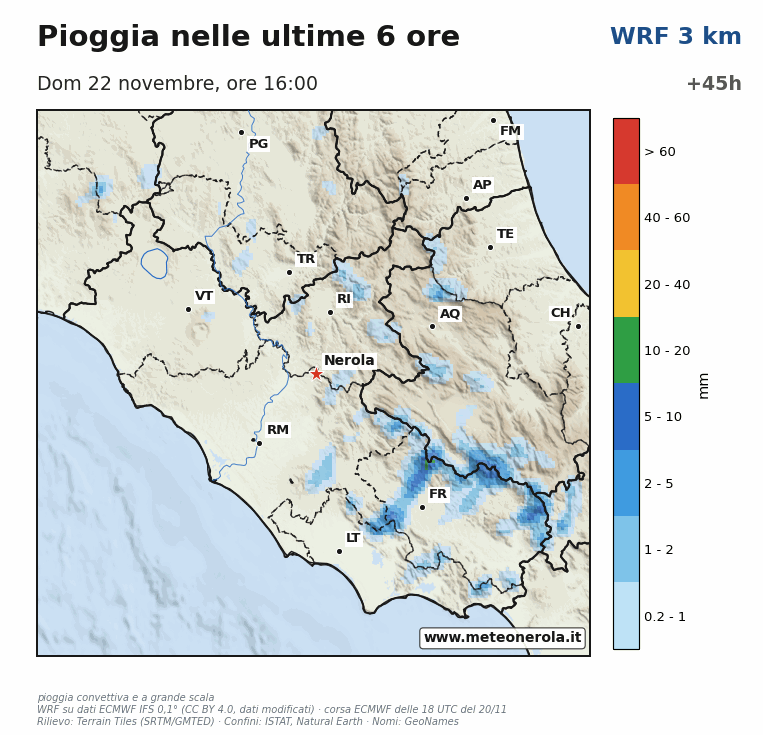 Pioggia nelle ultime 6 ore
WRF 3 km
Dom 22 novembre, ore 16:00
+45h
FM
PG
AP
TE
TR
VT
RI
AQ
CH
Nerola
RM
FR
LT
www.meteonerola.it
> 60
40 - 60
20 - 40
10 - 20
5 - 10
2 - 5
1 - 2
0.2 - 1
mm
pioggia convettiva e a grande scala
WRF su dati ECMWF IFS 0,1° (CC BY 4.0, dati modificati) · corsa ECMWF delle 18 UTC del 20/11
Rilievo: Terrain Tiles (SRTM/GMTED) · Confini: ISTAT, Natural Earth · Nomi: GeoNames